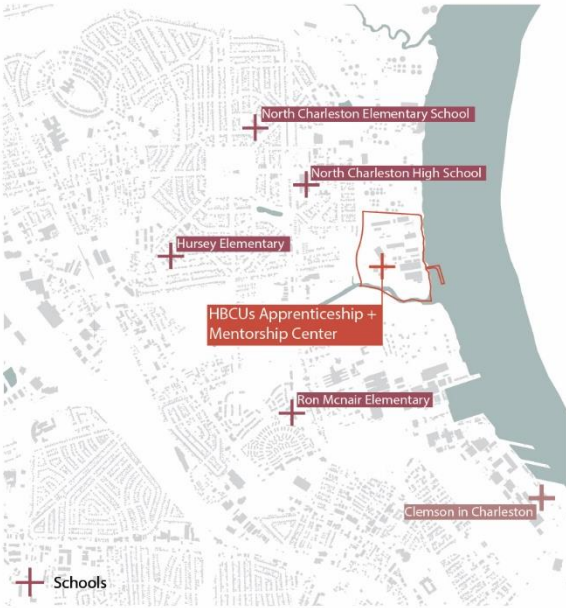 North Charleston Elementary School
North Charleston High School
Hursey Elementary
HBCUs Apprenticeship +
Mentorship Center
Ron Mcnair Elementary
Clemson in Charleston
Schools